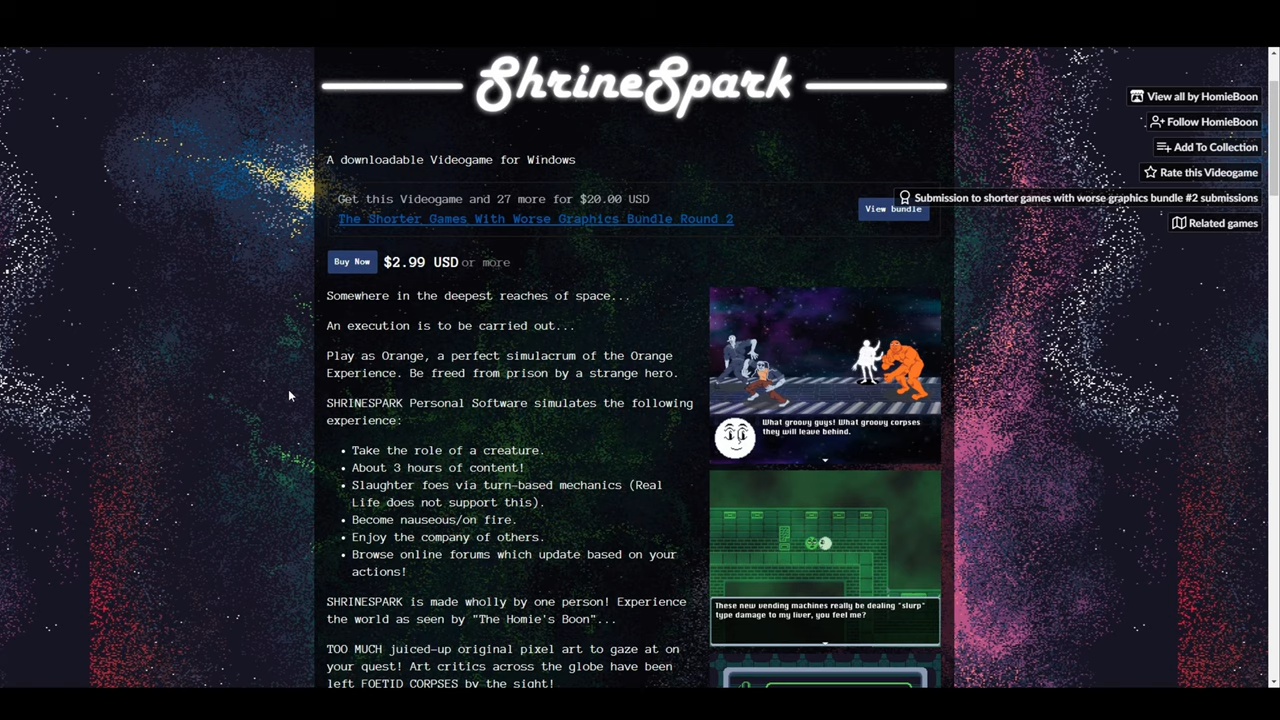 ShrineSpark
A downloadable Videogame for Windows
Get this Videogame and 27 more for $20.00 USD
The Shorter Games With Worse Graphics Bundle Round 2
View bundle
Buy Now $2.99 USD or more
Somewhere in the deepest reaches of space...
An execution is to be carried out...
Play as Orange, a perfect simulacrum of the Orange
Experience. Be freed from prison by a strange hero.
SHRINESPARK Personal Software simulates the following
experience:
• Take the role of a creature.
• About 3 hours of content!
• Slaughter foes via turn-based mechanics (Real
Life does not support this).
• Become nauseous/on fire.
• Enjoy the company of others.
• Browse online forums which update based on your
actions!
SHRINESPARK is made wholly by one person! Experience
the world as seen by "The Homie's Boon"...
TOO MUCH juiced-up original pixel art to gaze at on
your quest! Art critics across the globe have been
left FOETID CORPSES by the sight!
What groovy guys! What groovy corpses
they will leave behind.
These new vending machines really be dealing "slurp"
type damage to my liver, you feel me?
View all by HomieBoon
Follow HomieBoon
Add To Collection
Rate this Videogame
Submission to shorter games with worse graphics bundle #2 submissions
Related games